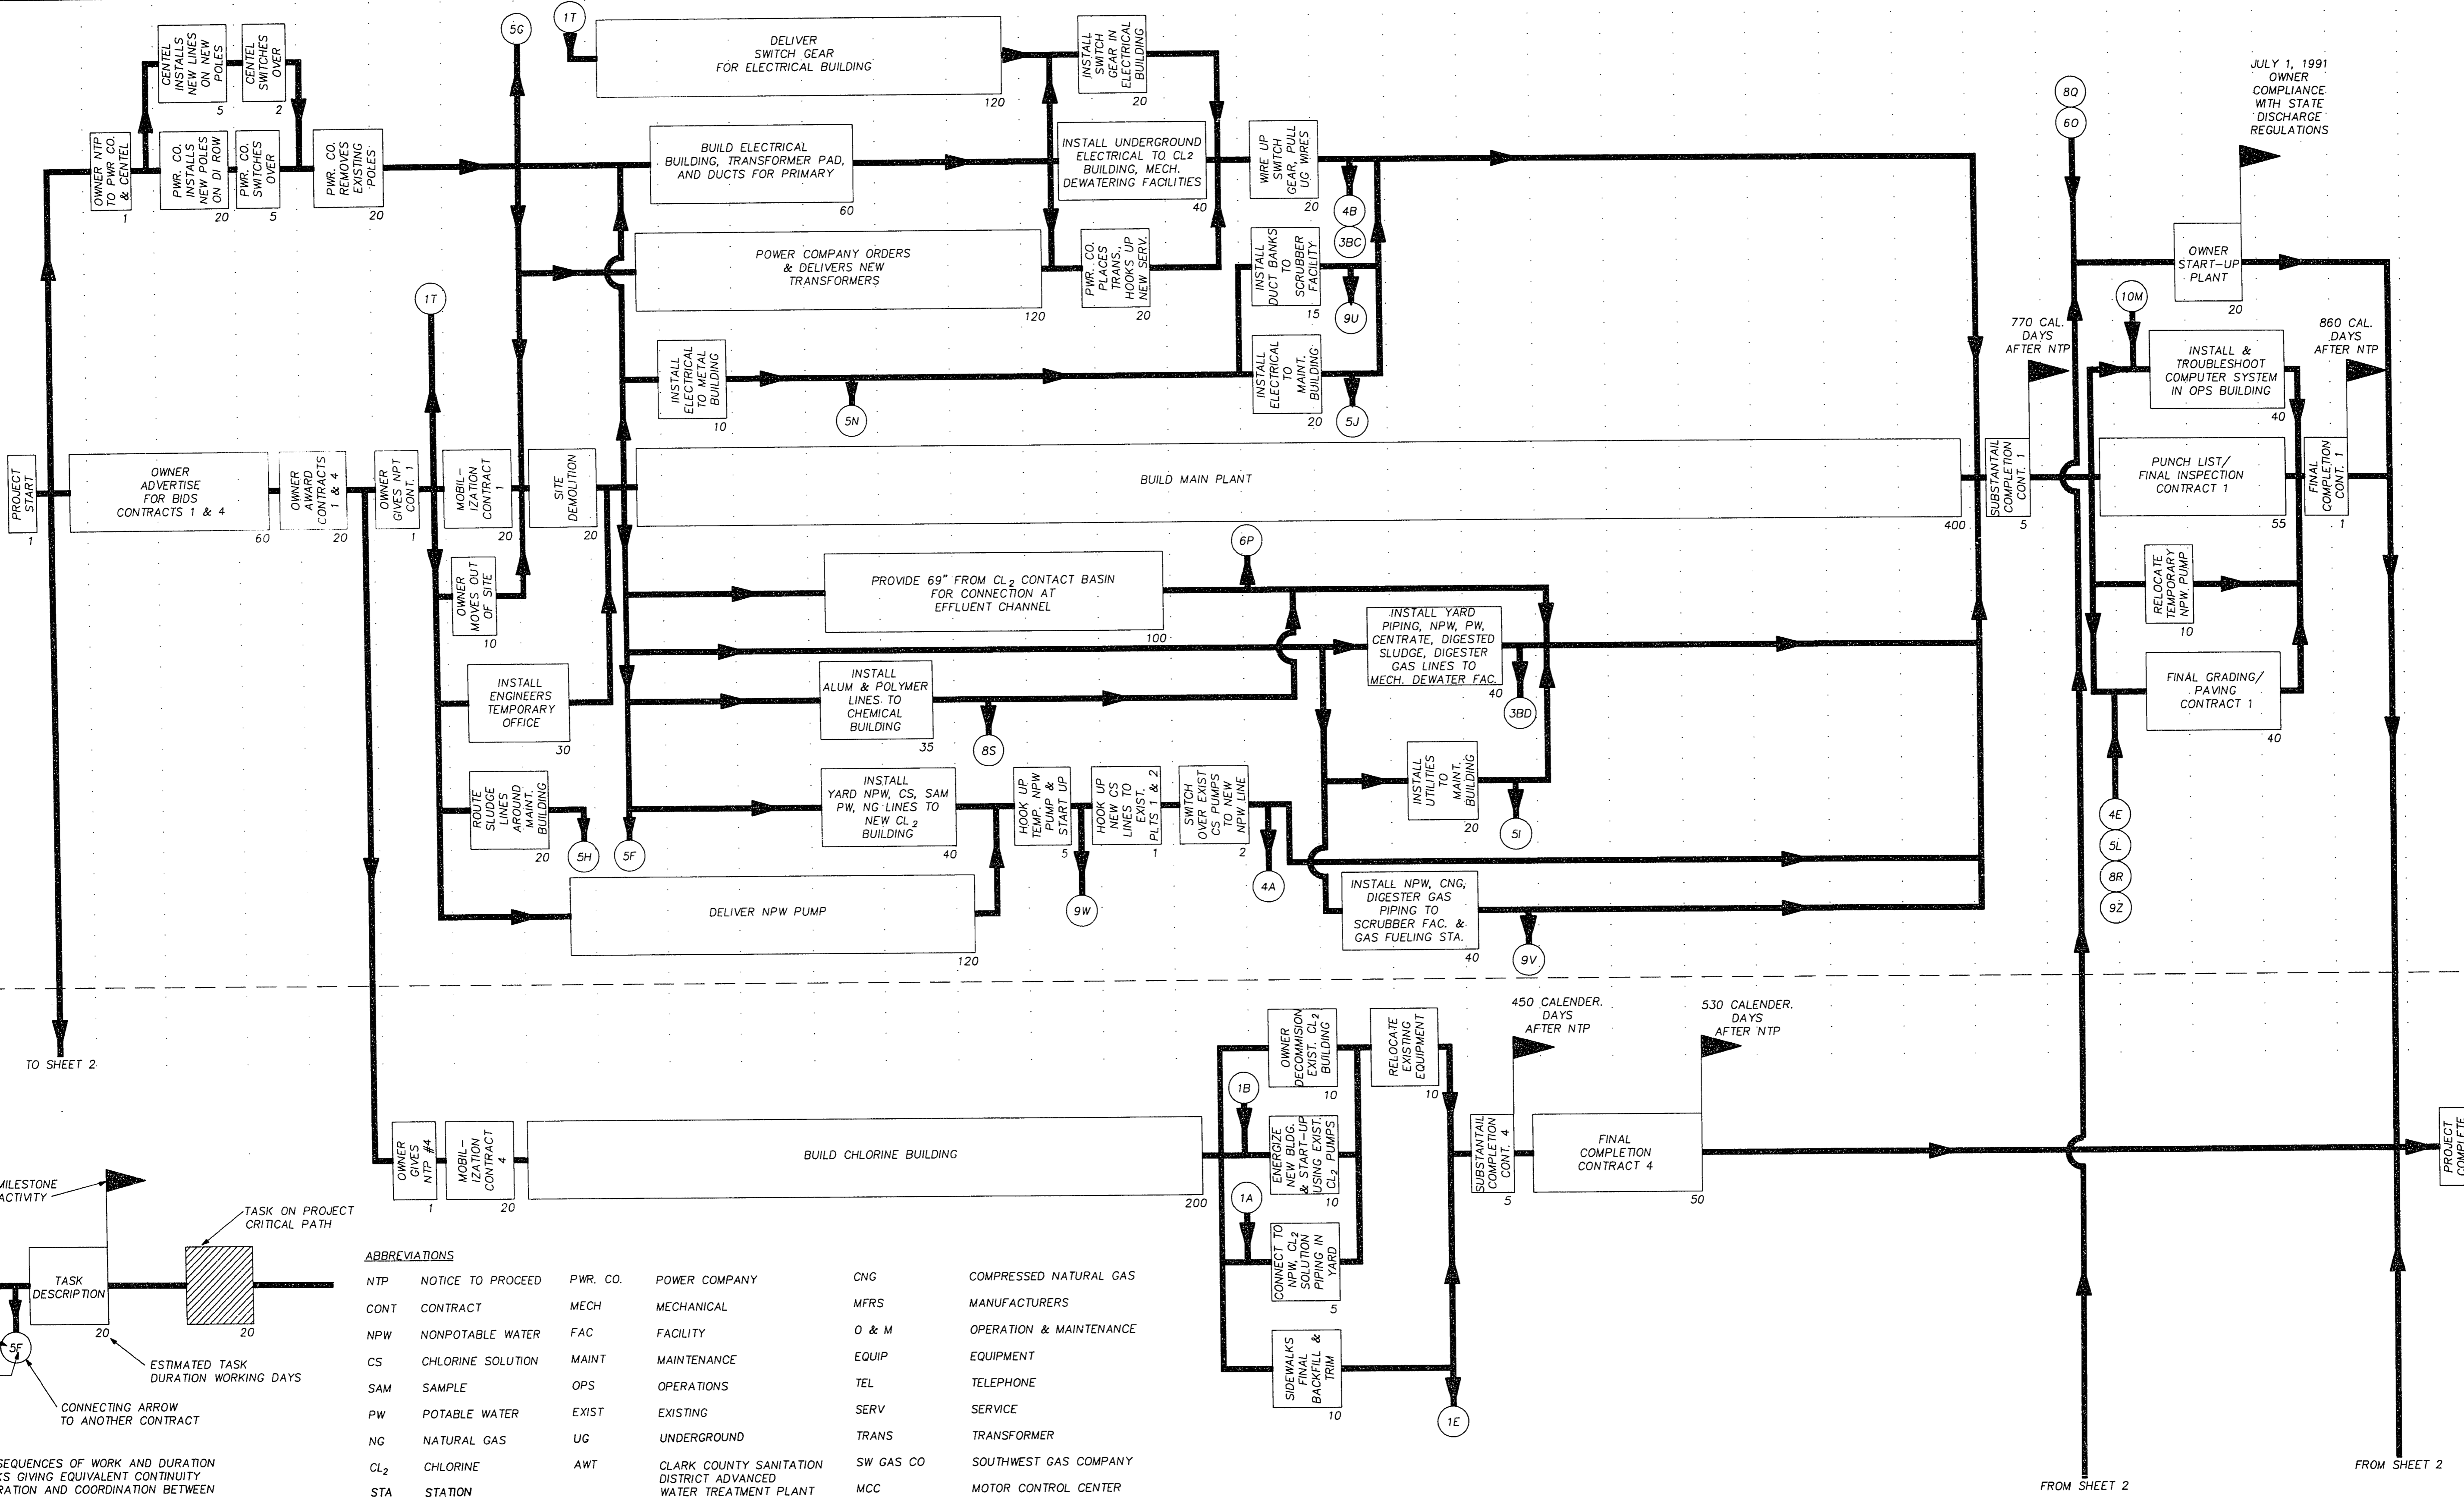 CENTEL
INSTALLS
NEW LINES
ON NEW
POLES
5
CENTEL
SWITCHES
OVER
2
OWNER NTP
TO PWR CO.
& CENTEL
1
PWR. CO.
INSTALLS
NEW POLES
ON DI ROW
20
PWR. CO.
SWITCHES
OVER
5
PWR. CO.
REMOVES
EXISTING
POLES
20
5G
1T
DELIVER
SWITCH GEAR
FOR ELECTRICAL BUILDING
120
INSTALL
SWITCH
GEAR IN
ELECTRICAL
BUILDING
20
BUILD ELECTRICAL
BUILDING, TRANSFORMER PAD,
AND DUCTS FOR PRIMARY
60
INSTALL UNDERGROUND
ELECTRICAL TO CL2
BUILDING, MECH.
DEWATERING FACILITIES
40
WIRE UP
SWITCH
GEAR, PULL
UG WIRES
20
4B
3BC
POWER COMPANY ORDERS
& DELIVERS NEW
TRANSFORMERS
120
PWR. CO.
PLACES
TRANS.,
HOOKS UP
NEW SERV.
20
INSTALL
DUCT BANKS
TO
SCRUBBER
FACILITY
15
9U
1T
INSTALL
ELECTRICAL
TO METAL
BUILDING
10
5N
INSTALL
ELECTRICAL
TO
MAINT.
BUILDING
20
5J
8Q
6O
JULY 1, 1991
OWNER
COMPLIANCE
WITH STATE
DISCHARGE
REGULATIONS
OWNER
START-UP
PLANT
20
10M
770 CAL.
DAYS
AFTER NTP
INSTALL &
TROUBLESHOOT
COMPUTER SYSTEM
IN OPS BUILDING
40
860 CAL.
DAYS
AFTER NTP
PROJECT
START
1
OWNER
ADVERTISE
FOR BIDS
CONTRACTS 1 & 4
60
OWNER
AWARD
CONTRACTS
1 & 4
20
OWNER
GIVES NPT
CONT. 1
1
MOBIL-
IZATION
CONTRACT
1
20
SITE
DEMOLITION
20
BUILD MAIN PLANT
400
SUBSTANTAIL
COMPLETION
CONT. 1
5
PUNCH LIST/
FINAL INSPECTION
CONTRACT 1
55
FINAL
COMPLETION
CONT. 1
1
OWNER
MOVES OUT
OF SITE
10
PROVIDE 69" FROM CL2 CONTACT BASIN
FOR CONNECTION AT
EFFLUENT CHANNEL
100
6P
INSTALL YARD
PIPING, NPW, PW,
CENTRATE, DIGESTED
SLUDGE, DIGESTER
GAS LINES TO
MECH. DEWATER FAC.
40
3BD
RELOCATE
TEMPORARY
NPW PUMP
10
INSTALL
ENGINEERS
TEMPORARY
OFFICE
30
INSTALL
ALUM & POLYMER
LINES TO
CHEMICAL
BUILDING
35
8S
FINAL GRADING/
PAVING
CONTRACT 1
40
ROUTE
SLUDGE
LINES
AROUND
MAINT.
BUILDING
20
5H
5F
INSTALL
YARD NPW, CS, SAM
PW, NG LINES TO
NEW CL2
BUILDING
40
HOOK UP
TEMP. NPW
PUMP &
START UP
5
9W
HOOK UP
NEW CS
LINES TO
EXIST.
PLTS 1 & 2
1
SWITCH
OVER EXIST
CS PUMPS
TO NEW
NPW LINE
2
4A
INSTALL
UTILITIES
TO
MAINT.
BUILDING
20
5I
4E
5L
8R
9Z
DELIVER NPW PUMP
120
INSTALL NPW, CNG,
DIGESTER GAS
PIPING TO
SCRUBBER FAC. &
GAS FUELING STA.
40
9V
TO SHEET 2
OWNER
GIVES
NTP #4
1
MOBIL-
IZATION
CONTRACT
4
20
BUILD CHLORINE BUILDING
200
OWNER
DECOMMISION
EXIST. CL2
BUILDING
10
RELOCATE
EXISTING
EQUIPMENT
10
1B
ENERGIZE
NEW BLDG.
& START-UP
USING EXIST.
CL2 PUMPS
10
1A
CONNECT TO
NPW, CL2
SOLUTION
PIPING IN
YARD
5
SIDEWALKS
FINAL
BACKFILL &
TRIM
10
1E
450 CALENDER.
DAYS
AFTER NTP
SUBSTANTAIL
COMPLETION
CONT. 4
5
530 CALENDER.
DAYS
AFTER NTP
FINAL
COMPLETION
CONTRACT 4
50
PROJECT
COMPLETE
FROM SHEET 2
FROM SHEET 2
MILESTONE
ACTIVITY
TASK ON PROJECT
CRITICAL PATH
TASK
DESCRIPTION
20
20
5F
ESTIMATED TASK
DURATION WORKING DAYS
CONNECTING ARROW
TO ANOTHER CONTRACT
SEQUENCES OF WORK AND DURATION
GIVING EQUIVALENT CONTINUITY
AND COORDINATION BETWEEN
ABBREVIATIONS
NTP NOTICE TO PROCEED PWR. CO. POWER COMPANY CNG COMPRESSED NATURAL GAS
CONT CONTRACT MECH MECHANICAL MFRS MANUFACTURERS
NPW NONPOTABLE WATER FAC FACILITY O & M OPERATION & MAINTENANCE
CS CHLORINE SOLUTION MAINT MAINTENANCE EQUIP EQUIPMENT
SAM SAMPLE OPS OPERATIONS TEL TELEPHONE
PW POTABLE WATER EXIST EXISTING SERV SERVICE
NG NATURAL GAS UG UNDERGROUND TRANS TRANSFORMER
CL2 CHLORINE AWT CLARK COUNTY SANITATION SW GAS CO SOUTHWEST GAS COMPANY
DISTRICT ADVANCED
STA STATION WATER TREATMENT PLANT MCC MOTOR CONTROL CENTER